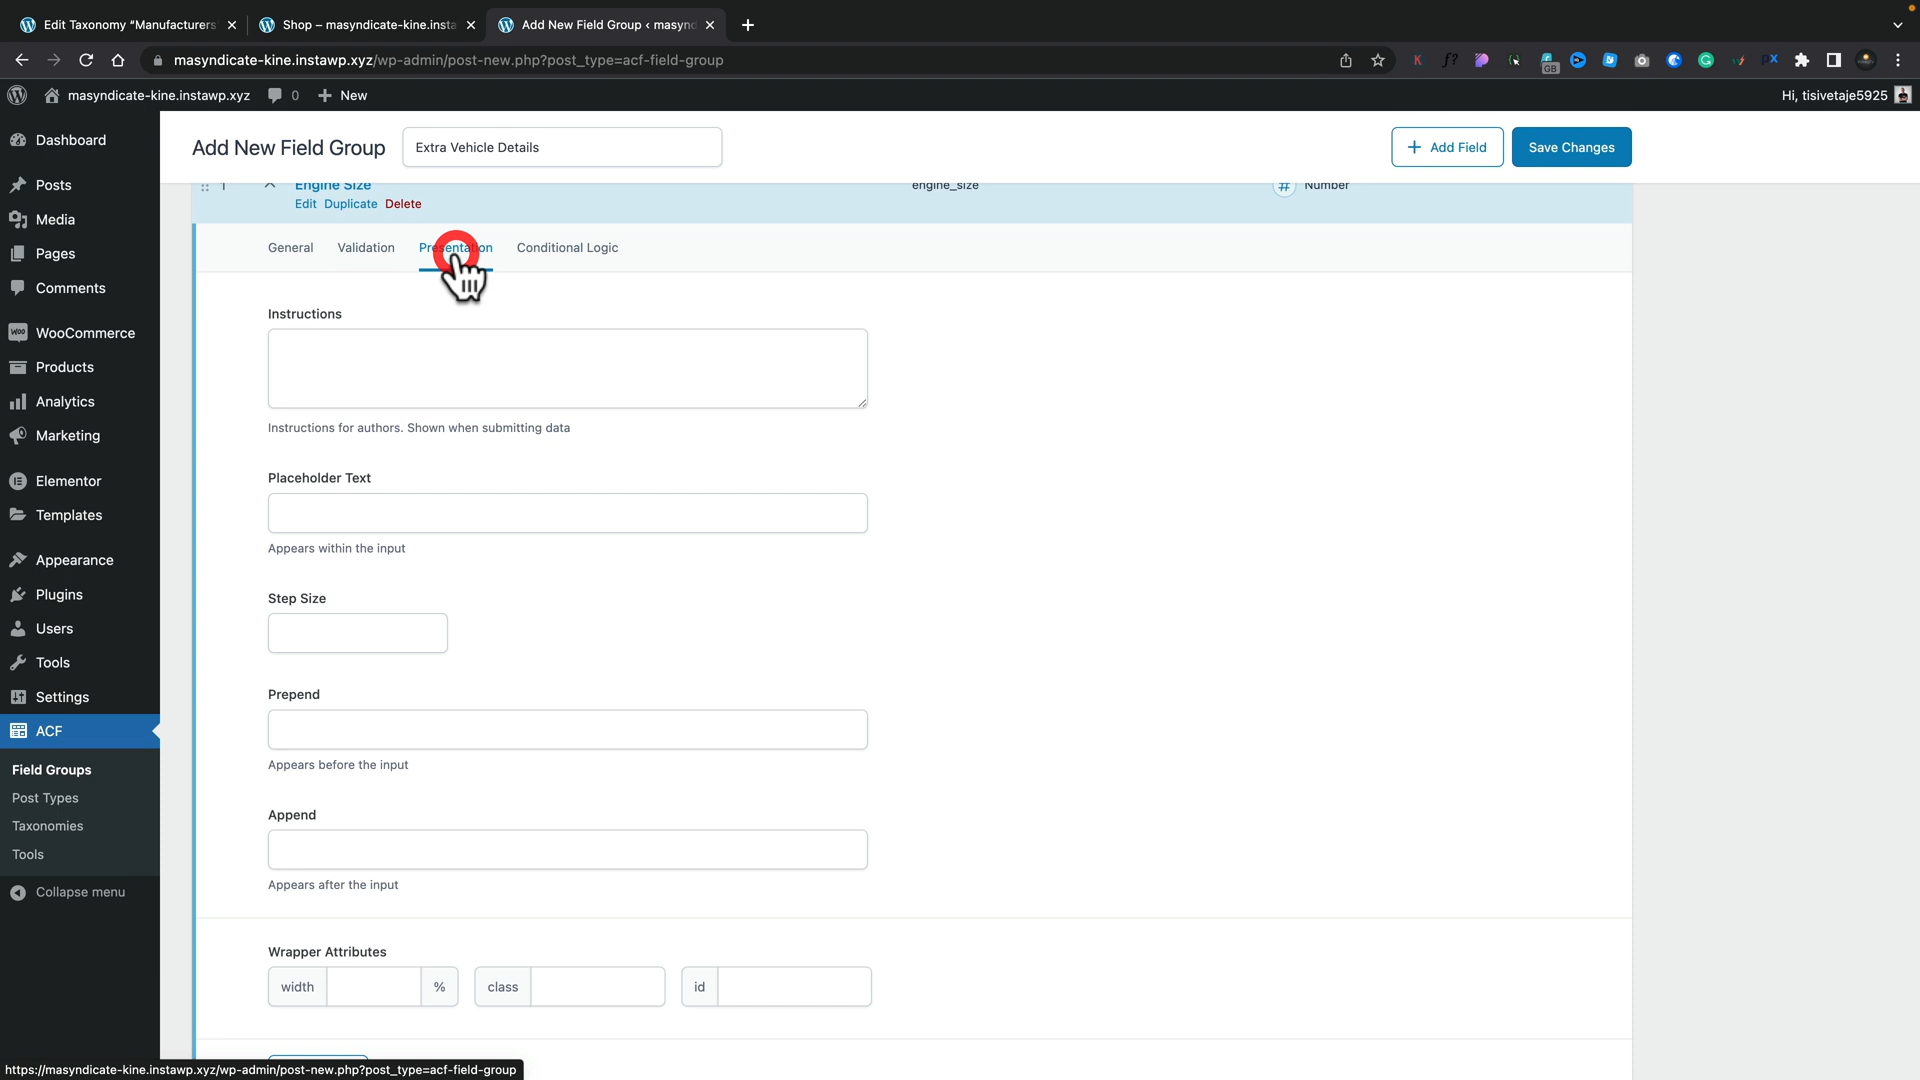 Edit Taxonomy "Manufacturers
Shop – masyndicate-kine.insta
Add New Field Group ‹ masynd
masyndicate-kine.instawp.xyz/wp-admin/post-new.php?post_type=acf-field-group
masyndicate-kine.instawp.xyz
0
New
Hi, tisivetaje5925
Dashboard
Posts
Media
Pages
Comments
WooCommerce
Products
Analytics
Marketing
Elementor
Templates
Appearance
Plugins
Users
Tools
Settings
ACF
Field Groups
Post Types
Taxonomies
Tools
Collapse menu
Add New Field Group
Extra Vehicle Details
+ Add Field
Save Changes
1
Engine Size
engine_size
# Number
Edit Duplicate Delete
General Validation Presentation Conditional Logic
Instructions
Instructions for authors. Shown when submitting data
Placeholder Text
Appears within the input
Step Size
Prepend
Appears before the input
Append
Appears after the input
Wrapper Attributes
width % class id
https://masyndicate-kine.instawp.xyz/wp-admin/post-new.php?post_type=acf-field-group